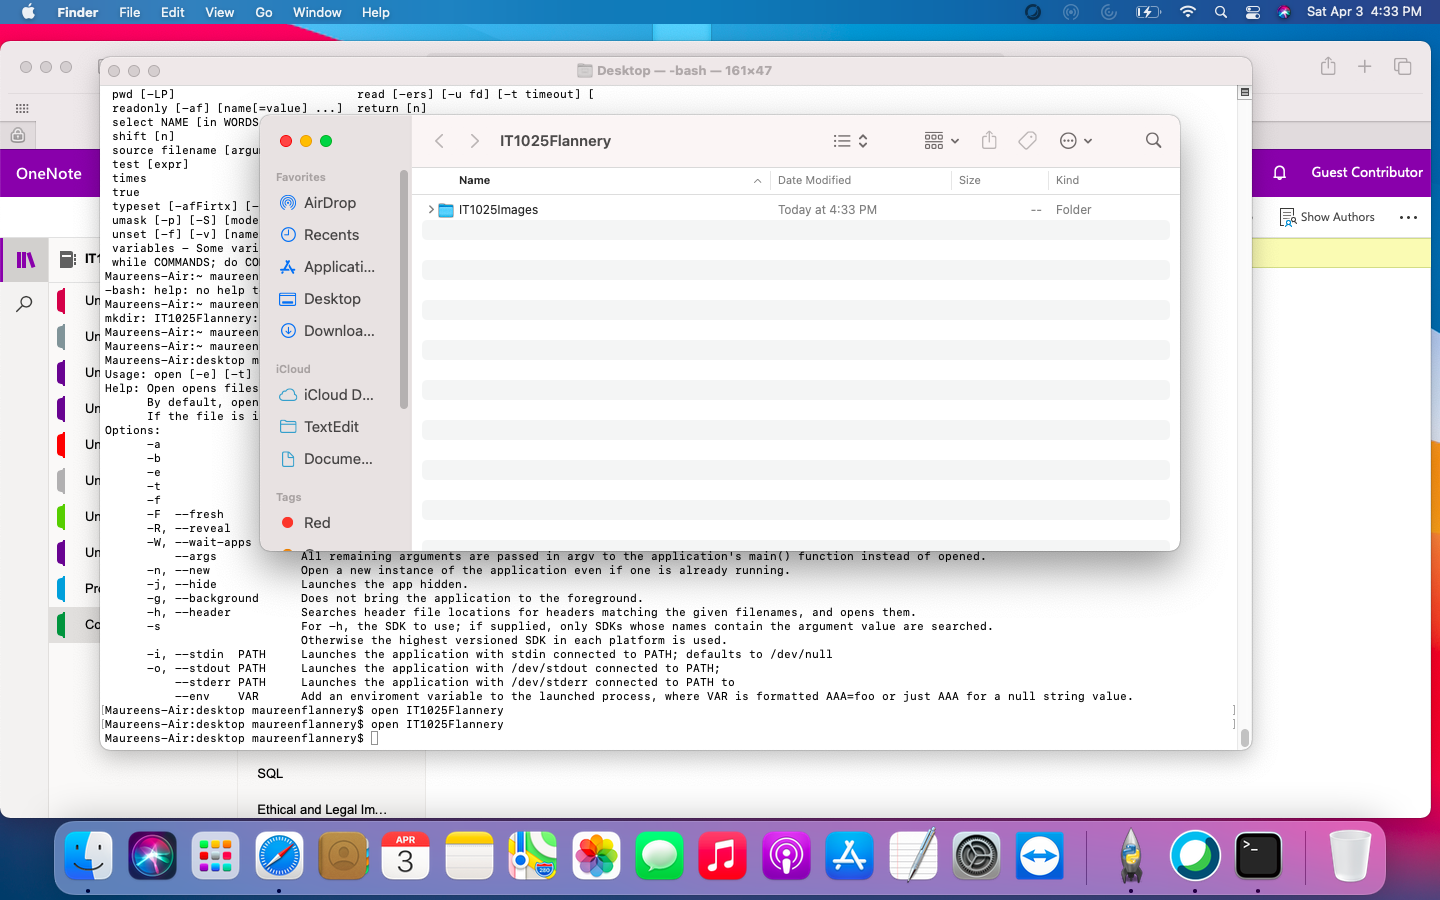 Finder File Edit View Go Window Help
Sat Apr 3 4:33 PM
Desktop — -bash — 161×47
pwd [-LP] read [-ers] [-u fd] [-t timeout] [
readonly [-af] [name[=value] ...] return [n]
select NAME [in WORDS
shift [n]
source filename [argu
test [expr]
times
true
typeset [-afFirtx] [-
umask [-p] [-S] [mode
unset [-f] [-v] [name
variables - Some vari
while COMMANDS; do CO
Maureens-Air:~ maureen
-bash: help: no help t
Maureens-Air:~ maureen
mkdir: IT1025Flannery:
Maureens-Air:~ maureen
Maureens-Air:~ maureen
Maureens-Air:desktop m
Usage: open [-e] [-t]
Help: Open opens files
By default, open
If the file is i
Options:
-a
-b
-e
-t
-f
-F --fresh
-R, --reveal
-W, --wait-apps
--args All remaining arguments are passed in argv to the application's main() function instead of opened.
-n, --new Open a new instance of the application even if one is already running.
-j, --hide Launches the app hidden.
-g, --background Does not bring the application to the foreground.
-h, --header Searches header file locations for headers matching the given filenames, and opens them.
-s For -h, the SDK to use; if supplied, only SDKs whose names contain the argument value are searched.
Otherwise the highest versioned SDK in each platform is used.
-i, --stdin PATH Launches the application with stdin connected to PATH; defaults to /dev/null
-o, --stdout PATH Launches the application with /dev/stdout connected to PATH;
--stderr PATH Launches the application with /dev/stderr connected to PATH to
--env VAR Add an enviroment variable to the launched process, where VAR is formatted AAA=foo or just AAA for a null string value.
[Maureens-Air:desktop maureenflannery$ open IT1025Flannery ]
[Maureens-Air:desktop maureenflannery$ open IT1025Flannery ]
Maureens-Air:desktop maureenflannery$
IT1025Flannery
Favorites
AirDrop
Recents
Applicati...
Desktop
Downloa...
iCloud
iCloud D...
TextEdit
Docume...
Tags
Red
Name Date Modified Size Kind
IT1025Images Today at 4:33 PM -- Folder
OneNote
Guest Contributor
Show Authors
IT1
Un
Un
Un
Un
Un
Un
Un
Un
Pr
Co
SQL
Ethical and Legal Im...
APR
3
280
>_